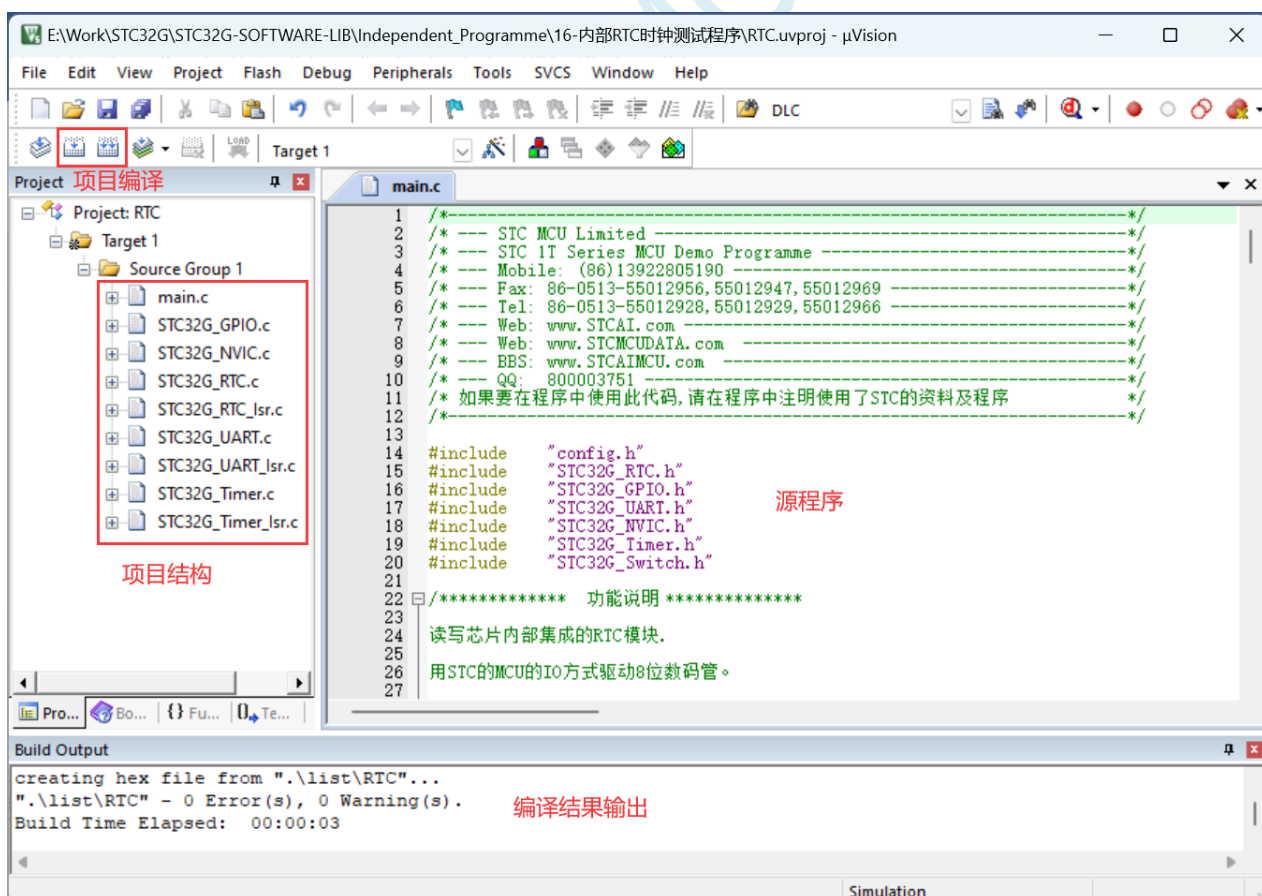 E:\Work\STC32G\STC32G-SOFTWARE-LIB\Independent_Programme\16-内部RTC时钟测试程序\RTC.uvproj - µVision
File Edit View Project Flash Debug Peripherals Tools SVCS Window Help
DLC
LOAD Target 1
Project 项目编译
main.c
Project: RTC
Target 1
Source Group 1
main.c
STC32G_GPIO.c
STC32G_NVIC.c
STC32G_RTC.c
STC32G_RTC_Isr.c
STC32G_UART.c
STC32G_UART_Isr.c
STC32G_Timer.c
STC32G_Timer_Isr.c
项目结构
Pro... Bo... {} Fu... Te...
1 /*---------------------------------------------------------------------*/
2 /* --- STC MCU Limited ------------------------------------------------*/
3 /* --- STC 1T Series MCU Demo Programme -------------------------------*/
4 /* --- Mobile: (86)13922805190 ----------------------------------------*/
5 /* --- Fax: 86-0513-55012956,55012947,55012969 ------------------------*/
6 /* --- Tel: 86-0513-55012928,55012929,55012966 ------------------------*/
7 /* --- Web: www.STCAI.com ---------------------------------------------*/
8 /* --- Web: www.STCMCUDATA.com ---------------------------------------*/
9 /* --- BBS: www.STCAIMCU.com -----------------------------------------*/
10 /* --- QQ: 800003751 -------------------------------------------------*/
11 /* 如果要在程序中使用此代码,请在程序中注明使用了STC的资料及程序 */
12 /*---------------------------------------------------------------------*/
13
14 #include "config.h"
15 #include "STC32G_RTC.h"
16 #include "STC32G_GPIO.h"
17 #include "STC32G_UART.h"
18 #include "STC32G_NVIC.h"
19 #include "STC32G_Timer.h"
20 #include "STC32G_Switch.h"
源程序
21
22 /************* 功能说明 **************
23
24 读写芯片内部集成的RTC模块.
25
26 用STC的MCU的IO方式驱动8位数码管。
27
Build Output
creating hex file from ".\list\RTC"...
".\list\RTC" - 0 Error(s), 0 Warning(s).
Build Time Elapsed: 00:00:03
编译结果输出
Simulation